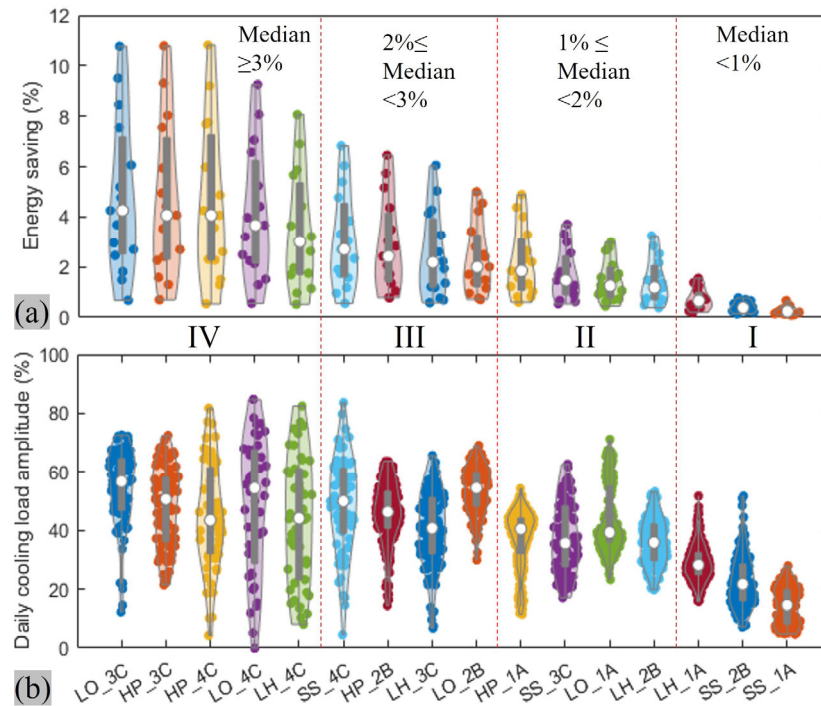 12
10
8
6
4
2
0
Energy saving (%)
(a)
Median
≥3%
2%≤
Median
<3%
1% ≤
Median
<2%
Median
<1%
IV
III
II
I
100
80
60
40
20
0
Daily cooling load amplitude (%)
(b)
LO_3C
HP_3C
HP_4C
LO_4C
LH_4C
SS_4C
HP_2B
LH_3C
LO_2B
HP_1A
SS_3C
LO_1A
LH_2B
LH_1A
SS_2B
SS_1A